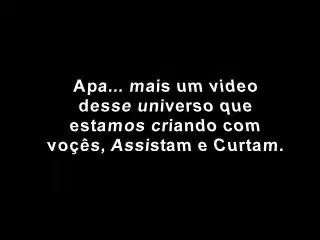 Apa... mais um video
desse universo que
estamos criando com
voçês, Assistam e Curtam.